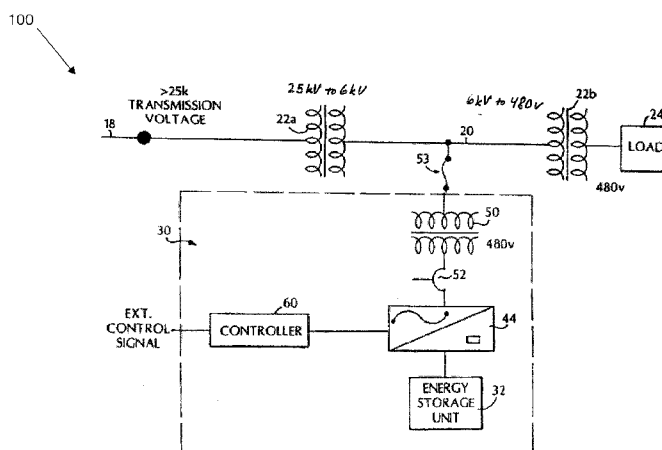 100
>25k
TRANSMISSION
VOLTAGE
18
25kV to 6kV
22a
6kV to 480v
22b
20
24
LOAD
480v
53
50
480v
30
52
60
EXT.
CONTROL
SIGNAL
CONTROLLER
44
ENERGY
STORAGE
UNIT
32